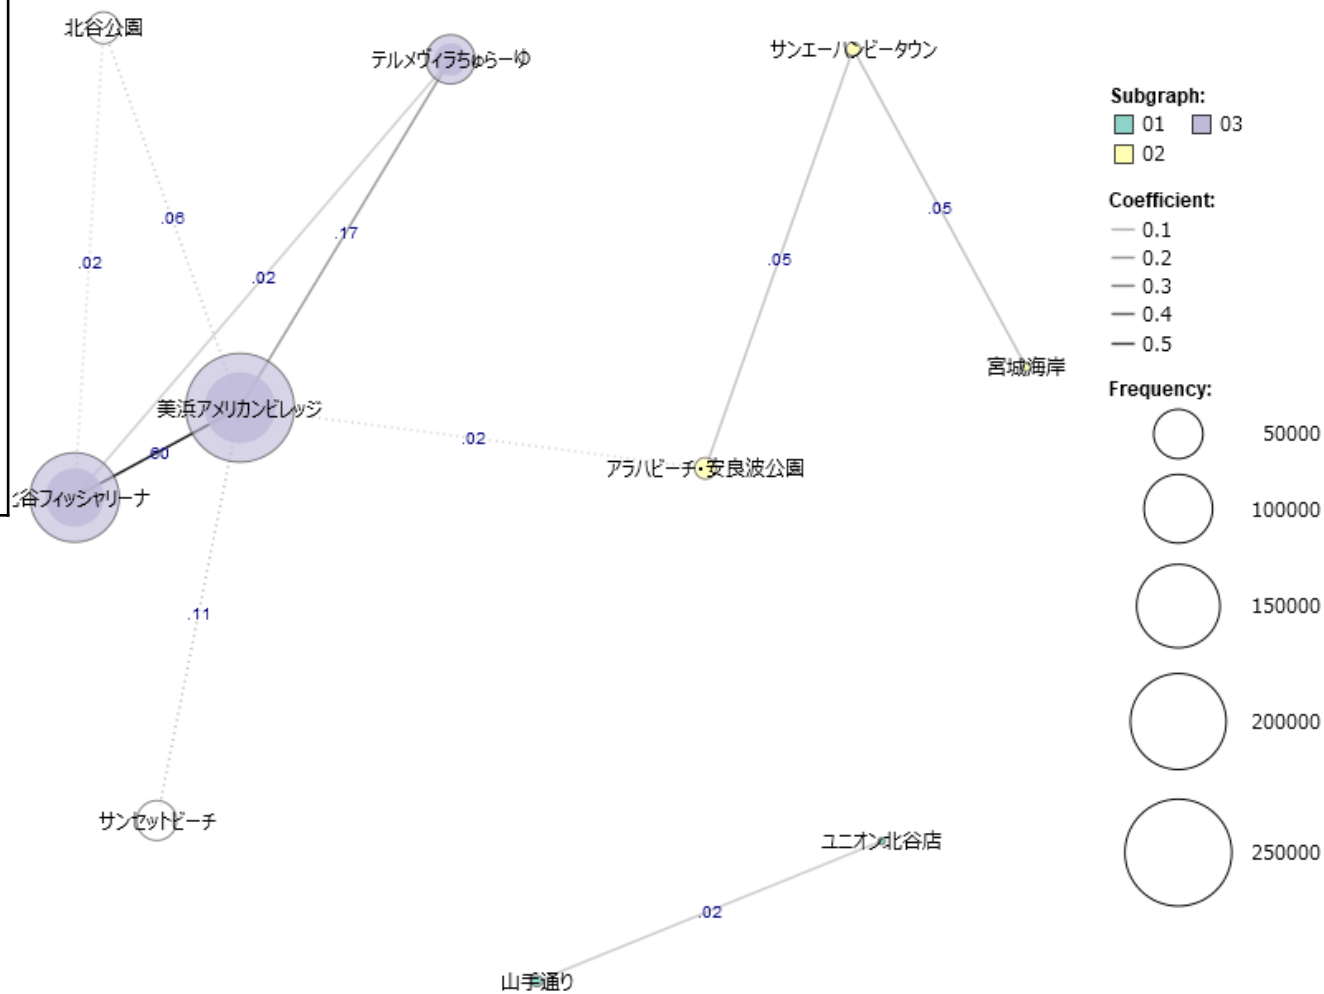 北谷公園
テルメヴィラちゅらーゆ
サンエーハンビータウン
Subgraph:
01 03
02
Coefficient:
0.1
0.2
0.3
0.4
0.5
Frequency:
50000
100000
150000
200000
250000
.06
.05
.17
.02
.05
.02
宮城海岸
美浜アメリカンビレッジ
.02
.60
アラハビーチ・安良波公園
谷フィッシャリーナ
.11
サンセットビーチ
ユニオン北谷店
.02
山手通り